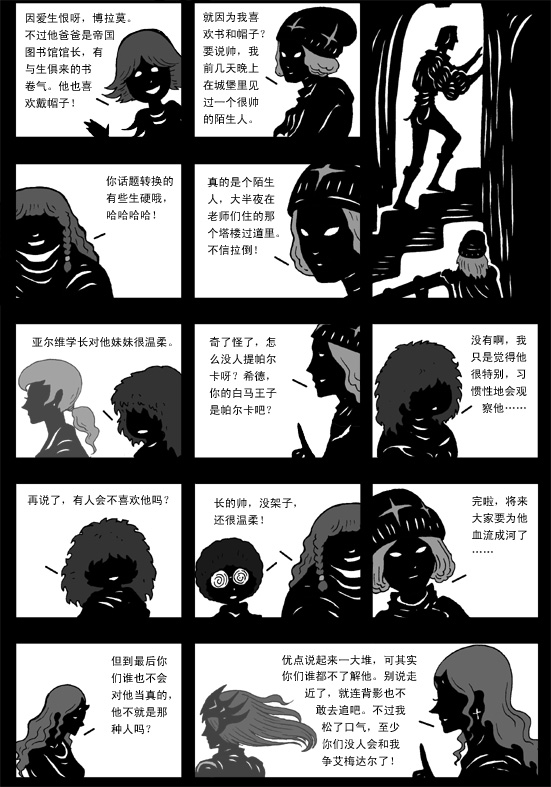 因爱生恨呀，博拉莫。
不过他爸爸是帝国
图书馆馆长，有
与生俱来的书
卷气。他也喜
欢戴帽子！
就因为我喜
欢书和帽子？
要说帅，我
前几天晚上
在城堡里见
过一个很帅
的陌生人。
你话题转换的
有些生硬哦，
哈哈哈哈！
真的是个陌生
人，大半夜在
老师们住的那
个塔楼过道里。
不信拉倒！
亚尔维学长对他妹妹很温柔。
奇了怪了，怎
么没人提帕尔
卡呀？希德，
你的白马王子
是帕尔卡吧？
没有啊，我
只是觉得他
很特别，习
惯性地会观
察他……
再说了，有人会不喜欢他吗？
长的帅，没架子，
还很温柔！
完啦，将来
大家要为他
血流成河了
……
但到最后你
们谁也不会
对他当真的，
他不就是那
种人吗？
优点说起来一大堆，可其实
你们谁都不了解他。别说走
近了，就连背影也不
敢去追吧。不过我
松了口气，至少
你们没人会和我
争艾梅达尔了！